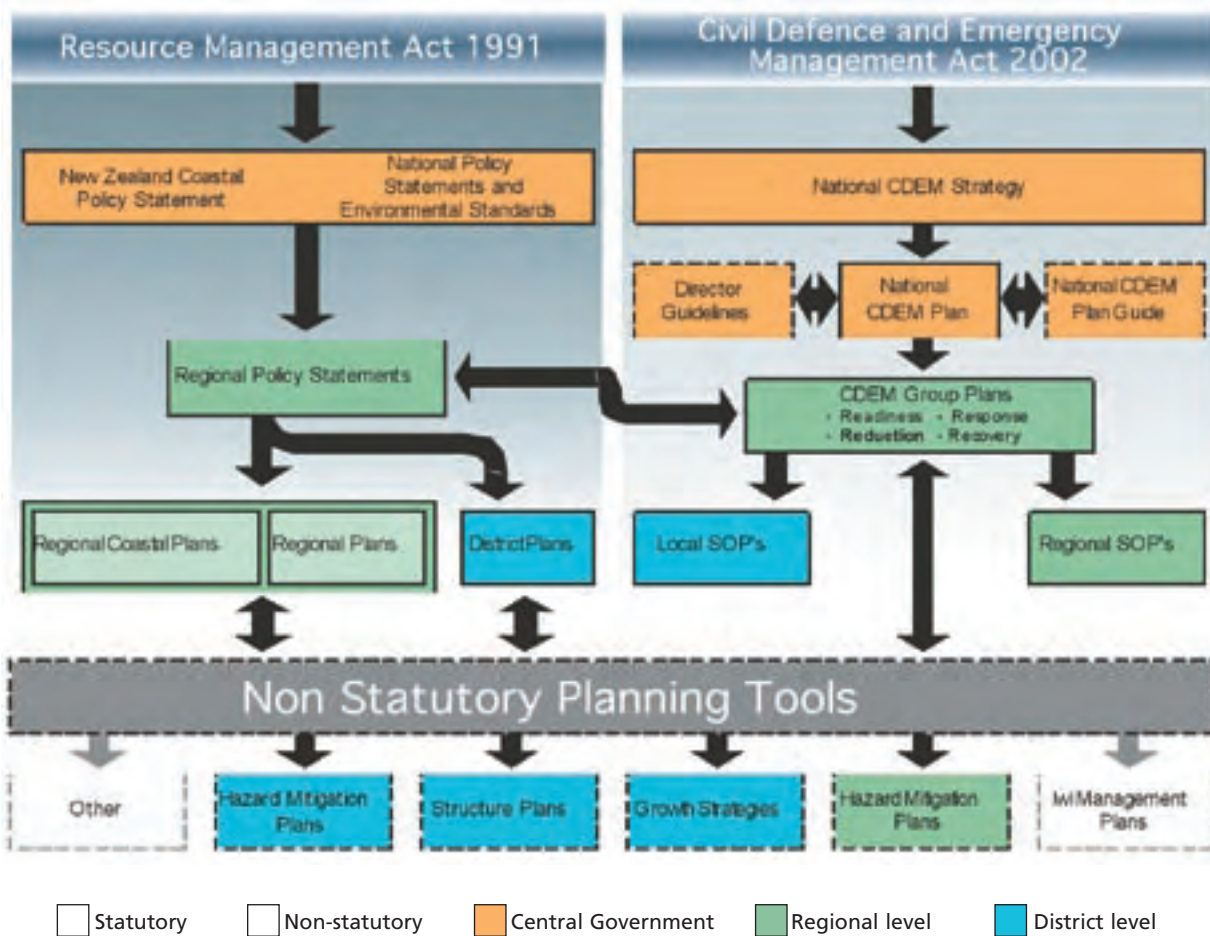 Resource Management Act 1991
Civil Defence and Emergency
Management Act 2002
New Zealand Coastal
Policy Statement
National Policy
Statements and
Environmental Standards
National CDEM Strategy
Director
Guidelines
National
CDEM Plan
National CDEM
Plan Guide
Regional Policy Statements
CDEM Group Plans
- Readiness - Response
- Reduction - Recovery
Regional Coastal Plans
Regional Plans
District Plans
Local SOP's
Regional SOP's
Non Statutory Planning Tools
Other
Hazard Mitigation
Plans
Structure Plans
Growth Strategies
Hazard Mitigation
Plans
Iwi Management
Plans
Statutory
Non-statutory
Central Government
Regional level
District level